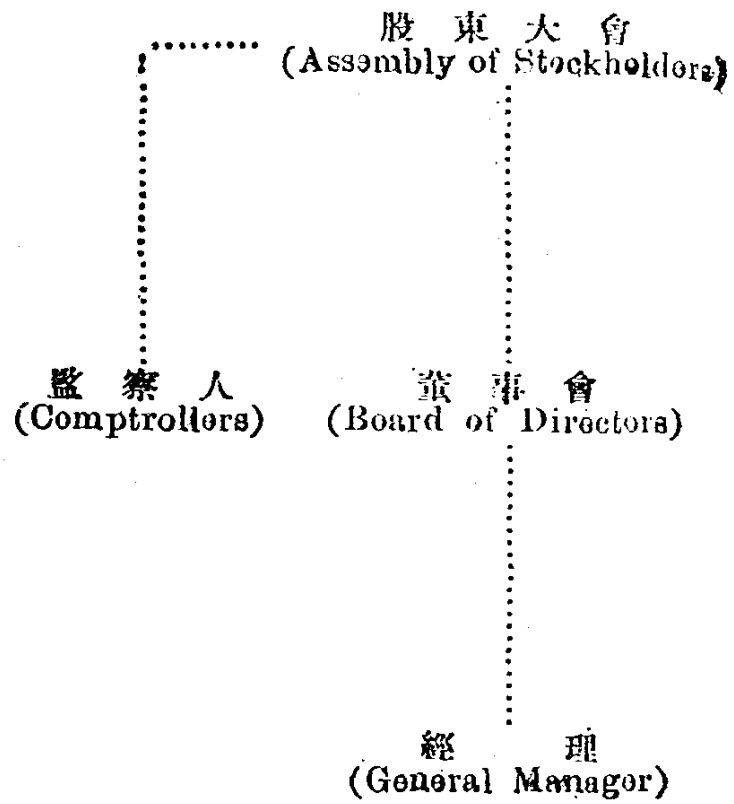 股東大會
(Assembly of Stockholders)
監察人
(Comptrollers)
董事會
(Board of Directors)
經理
(General Manager)